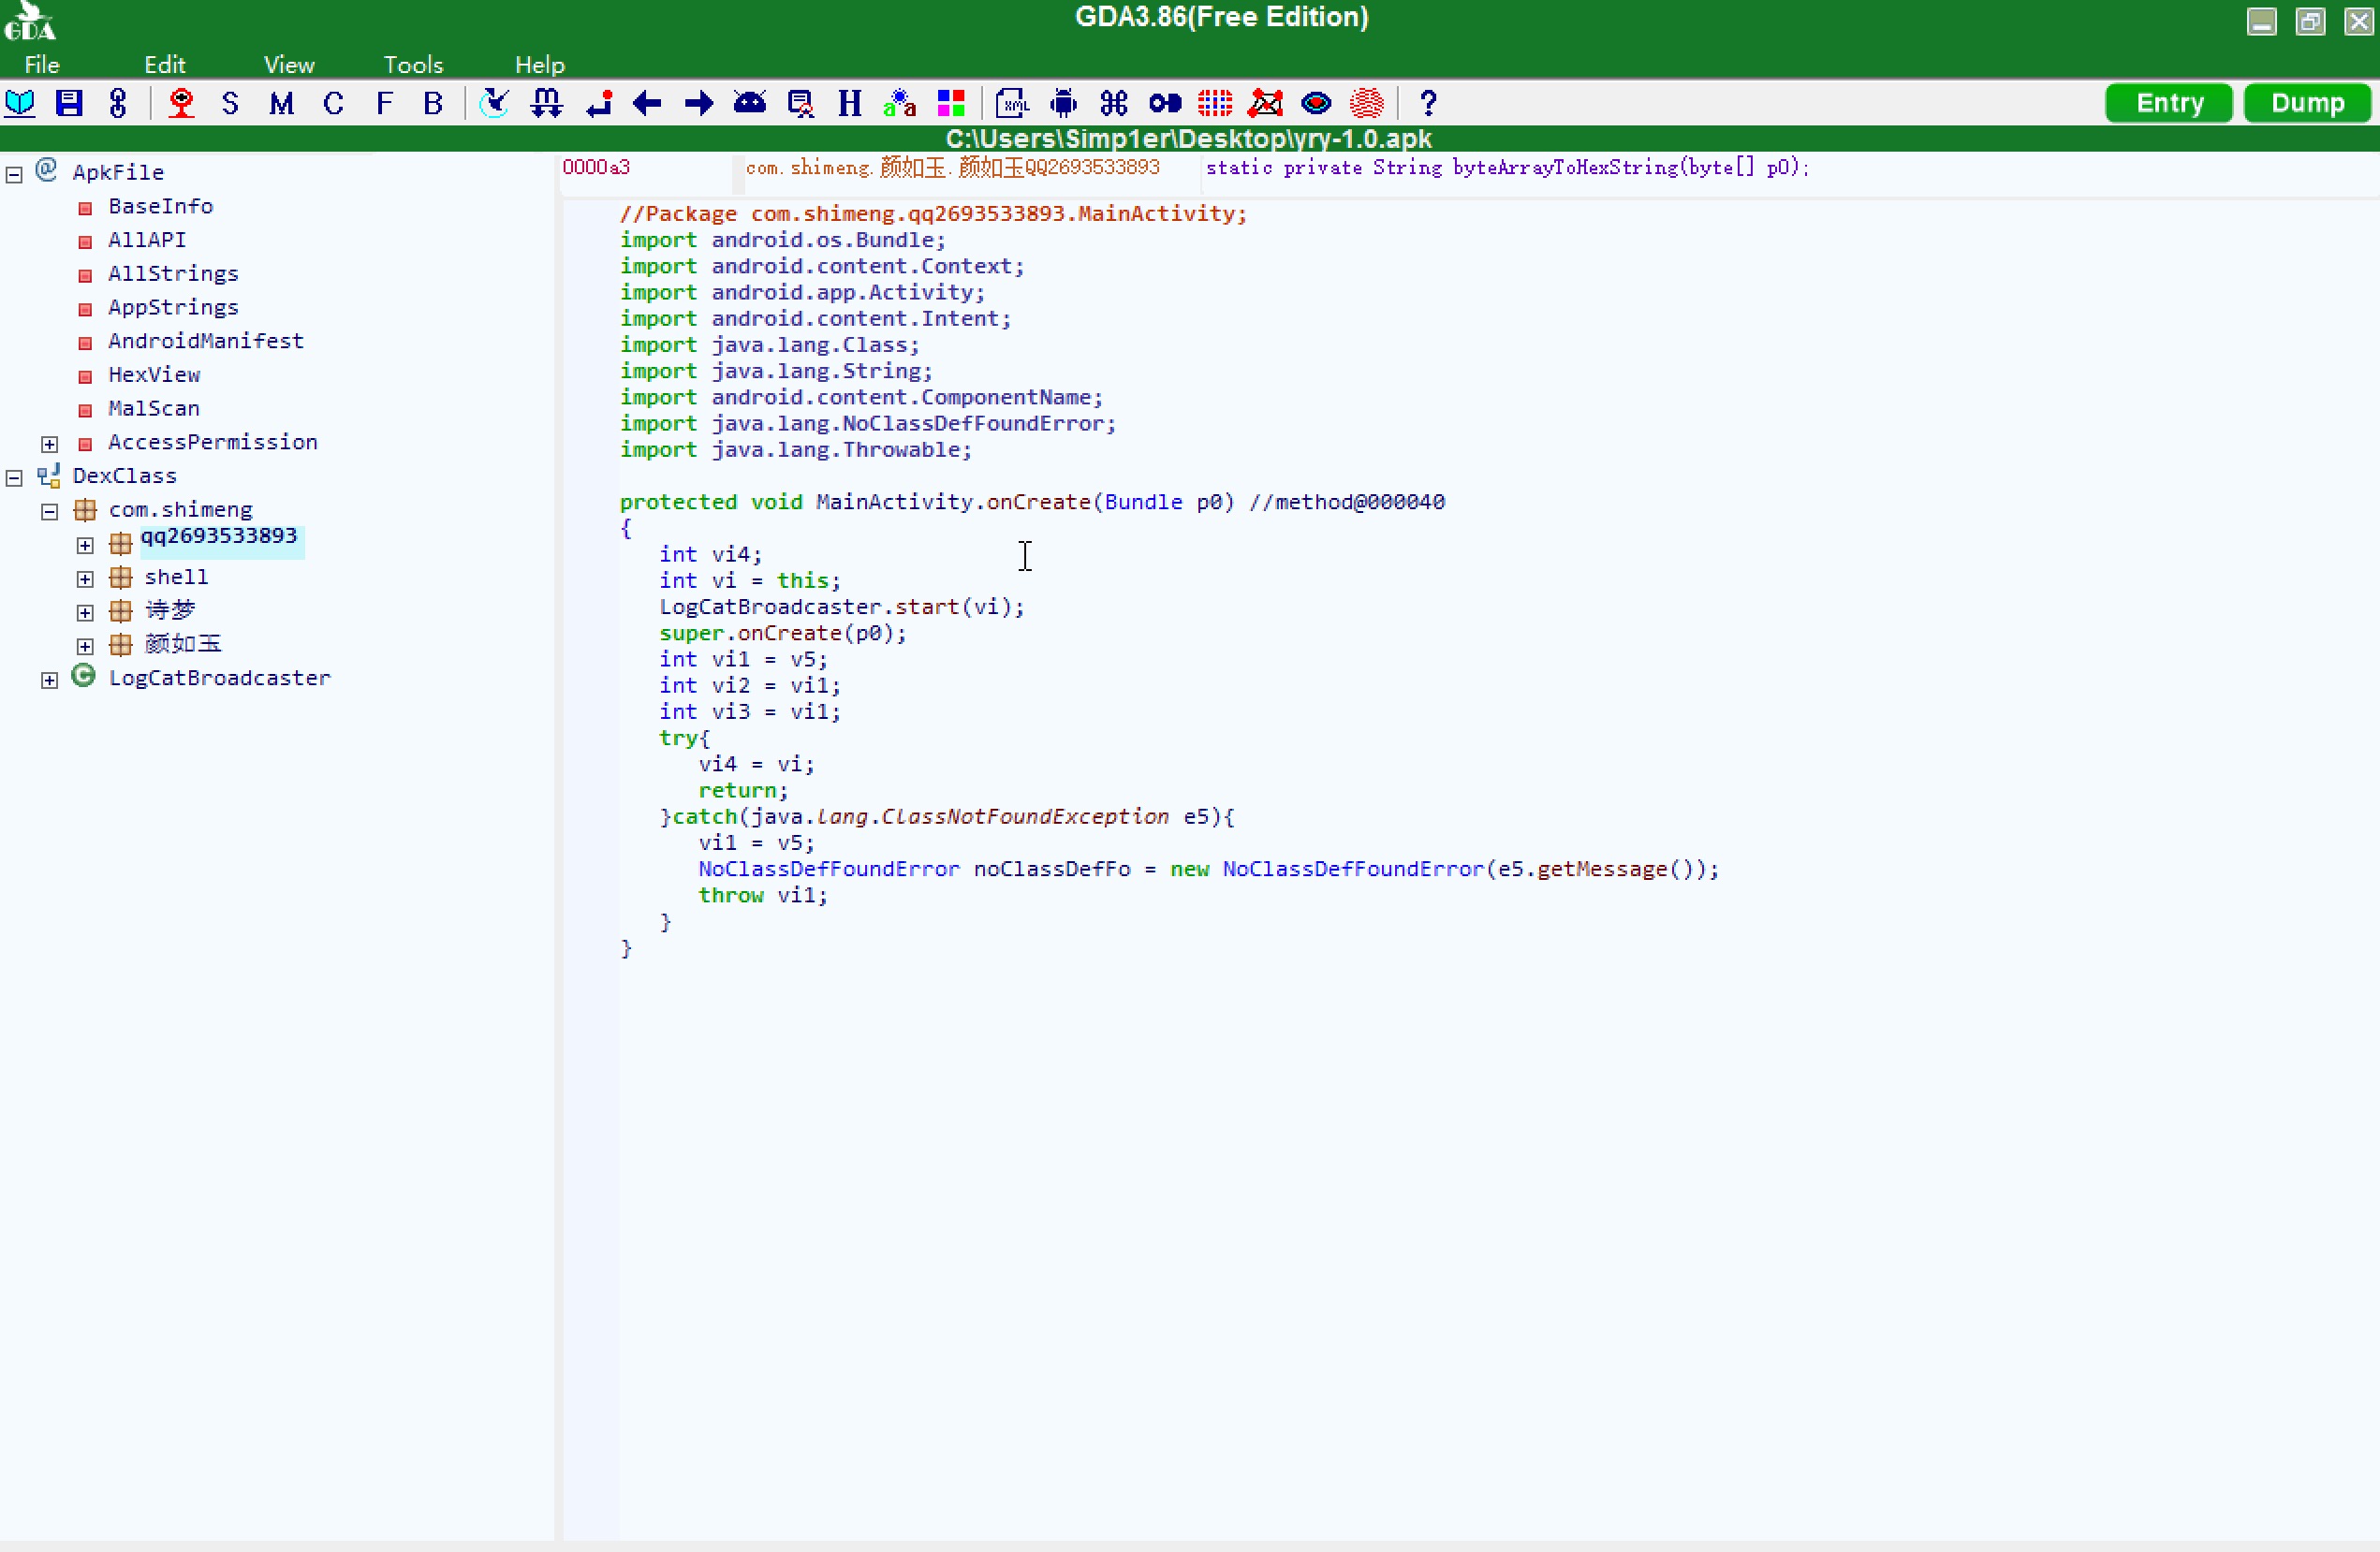 GDA3.86(Free Edition)
GDA
File Edit View Tools Help
S M C F B H a a XML ? Entry Dump
C:\Users\Simp1er\Desktop\yry-1.0.apk
ApkFile
BaseInfo
AllAPI
AllStrings
AppStrings
AndroidManifest
HexView
MalScan
AccessPermission
DexClass
com.shimeng
qq2693533893
shell
诗梦
颜如玉
LogCatBroadcaster
0000a3 com.shimeng.颜如玉.颜如玉QQ2693533893 static private String byteArrayToHexString(byte[] p0);
//Package com.shimeng.qq2693533893.MainActivity;
import android.os.Bundle;
import android.content.Context;
import android.app.Activity;
import android.content.Intent;
import java.lang.Class;
import java.lang.String;
import android.content.ComponentName;
import java.lang.NoClassDefFoundError;
import java.lang.Throwable;
protected void MainActivity.onCreate(Bundle p0) //method@000040
{
int vi4;
int vi = this;
LogCatBroadcaster.start(vi);
super.onCreate(p0);
int vi1 = v5;
int vi2 = vi1;
int vi3 = vi1;
try{
vi4 = vi;
return;
}catch(java.lang.ClassNotFoundException e5){
vi1 = v5;
NoClassDefFoundError noClassDefFo = new NoClassDefFoundError(e5.getMessage());
throw vi1;
}
}